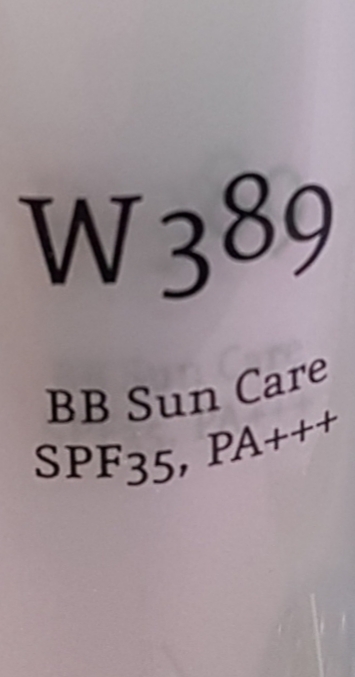 W389
BB Sun Care
SPF35, PA+++